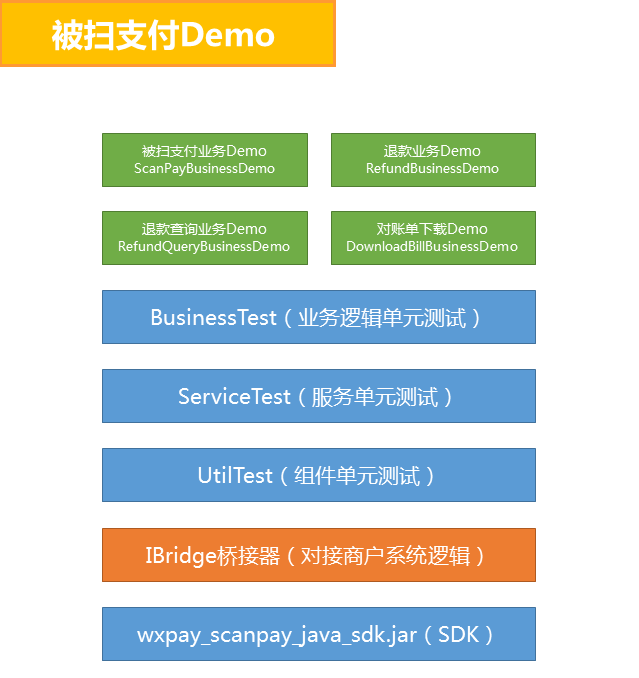 被扫支付Demo
被扫支付业务Demo
ScanPayBusinessDemo
退款业务Demo
RefundBusinessDemo
退款查询业务Demo
RefundQueryBusinessDemo
对账单下载Demo
DownloadBillBusinessDemo
BusinessTest（业务逻辑单元测试）
ServiceTest（服务单元测试）
UtilTest（组件单元测试）
IBridge桥接器（对接商户系统逻辑）
wxpay_scanpay_java_sdk.jar（SDK）